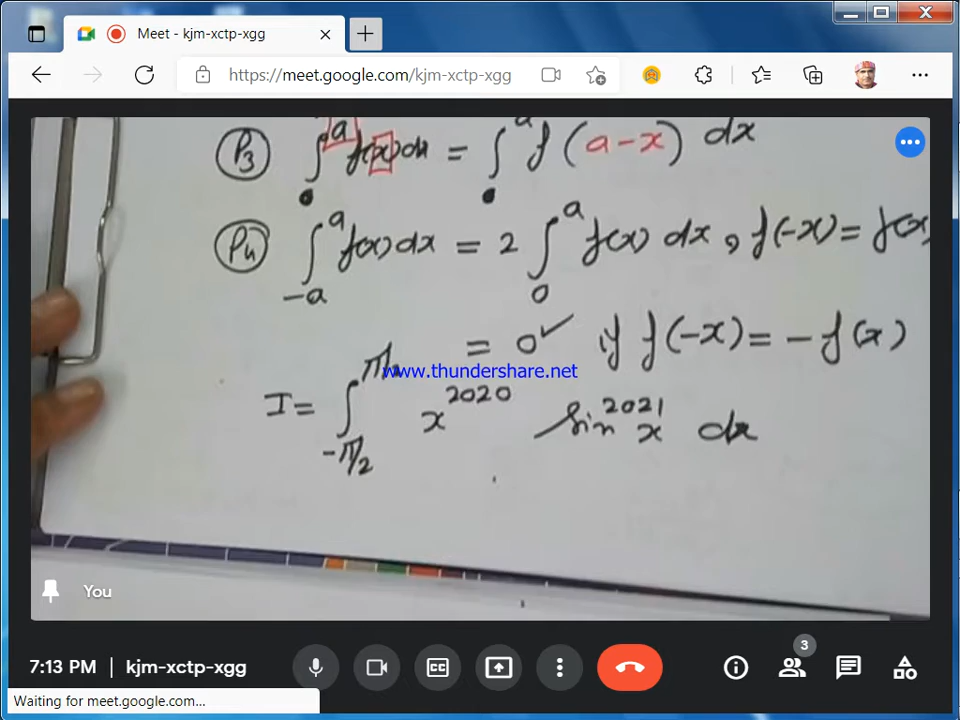 Meet - kjm-xctp-xgg
https://meet.google.com/kjm-xctp-xgg
P3 ∫₀ᵃ f(x) dx = ∫₀ᵃ f(a-x) dx
P4 ∫₋ₐᵃ f(x) dx = 2 ∫₀ᵃ f(x) dx, f(-x) = f(x)
= 0 ✓ if f(-x) = -f(x)
www.thundershare.net
I = ∫_{-π/2}^{π/2} x^2020 sin^2021 x dx
You
3
7:13 PM | kjm-xctp-xgg
CC
Waiting for meet.google.com...